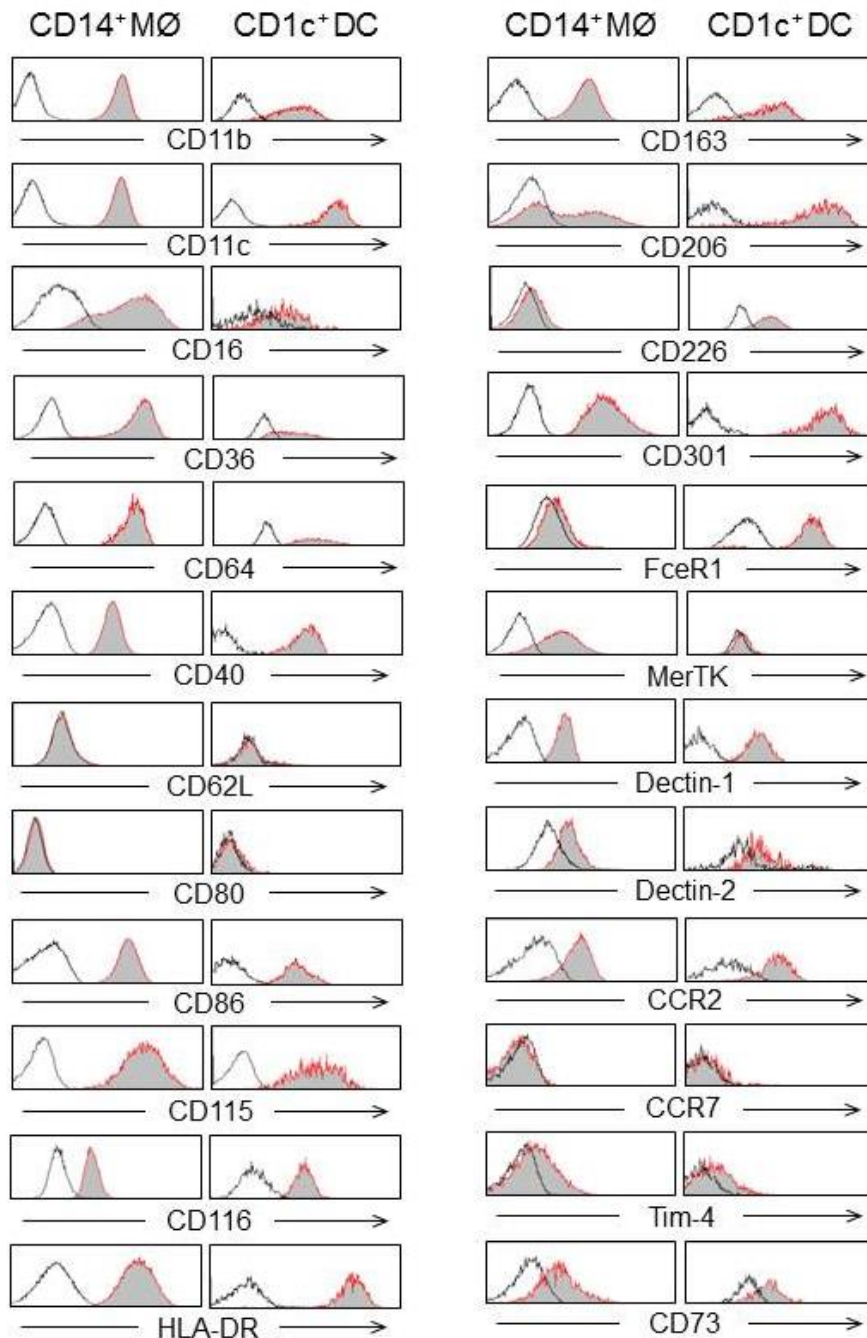 CD14⁺MØ CD1c⁺DC CD14⁺MØ CD1c⁺DC
CD11b CD163
CD11c CD206
CD16 CD226
CD36 CD301
CD64 FceR1
CD40 MerTK
CD62L Dectin-1
CD80 Dectin-2
CD86 CCR2
CD115 CCR7
CD116 Tim-4
HLA-DR CD73